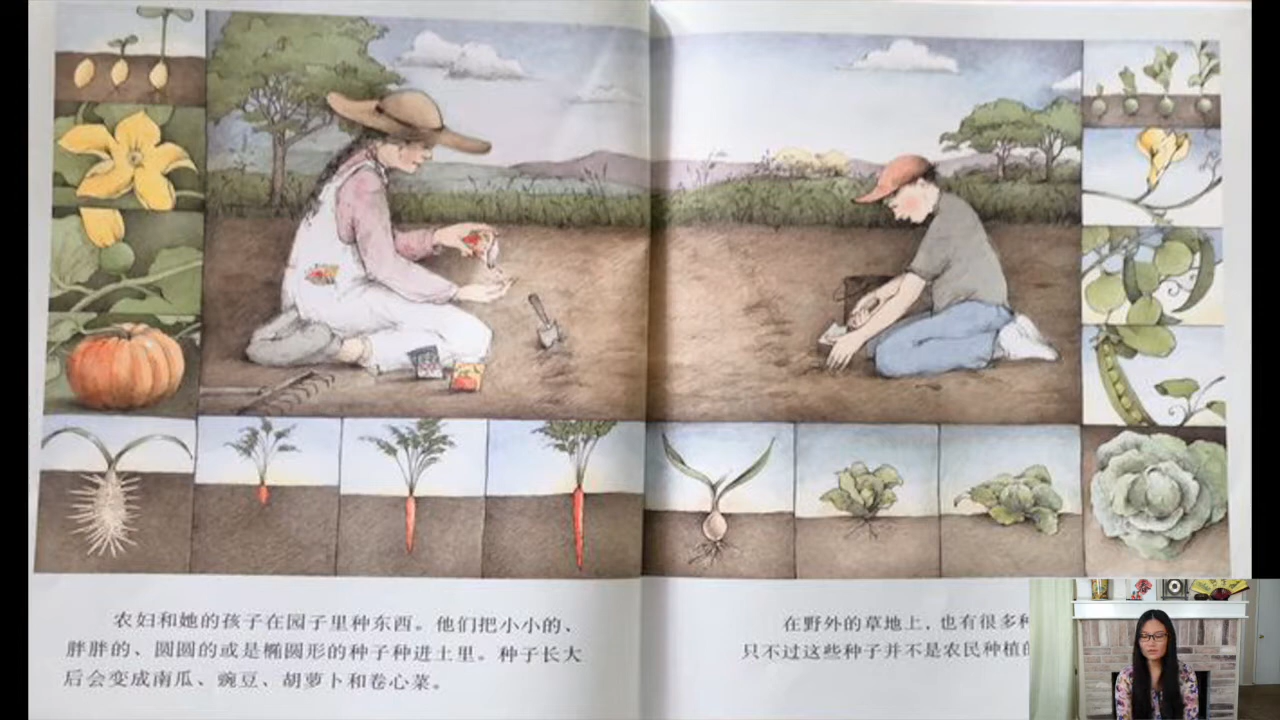 农妇和她的孩子在园子里种东西。他们把小小的、
胖胖的、圆圆的或是椭圆形的种子种进土里。种子长大
后会变成南瓜、豌豆、胡萝卜和卷心菜。
在野外的草地上，也有很多
只不过这些种子并不是农民种植